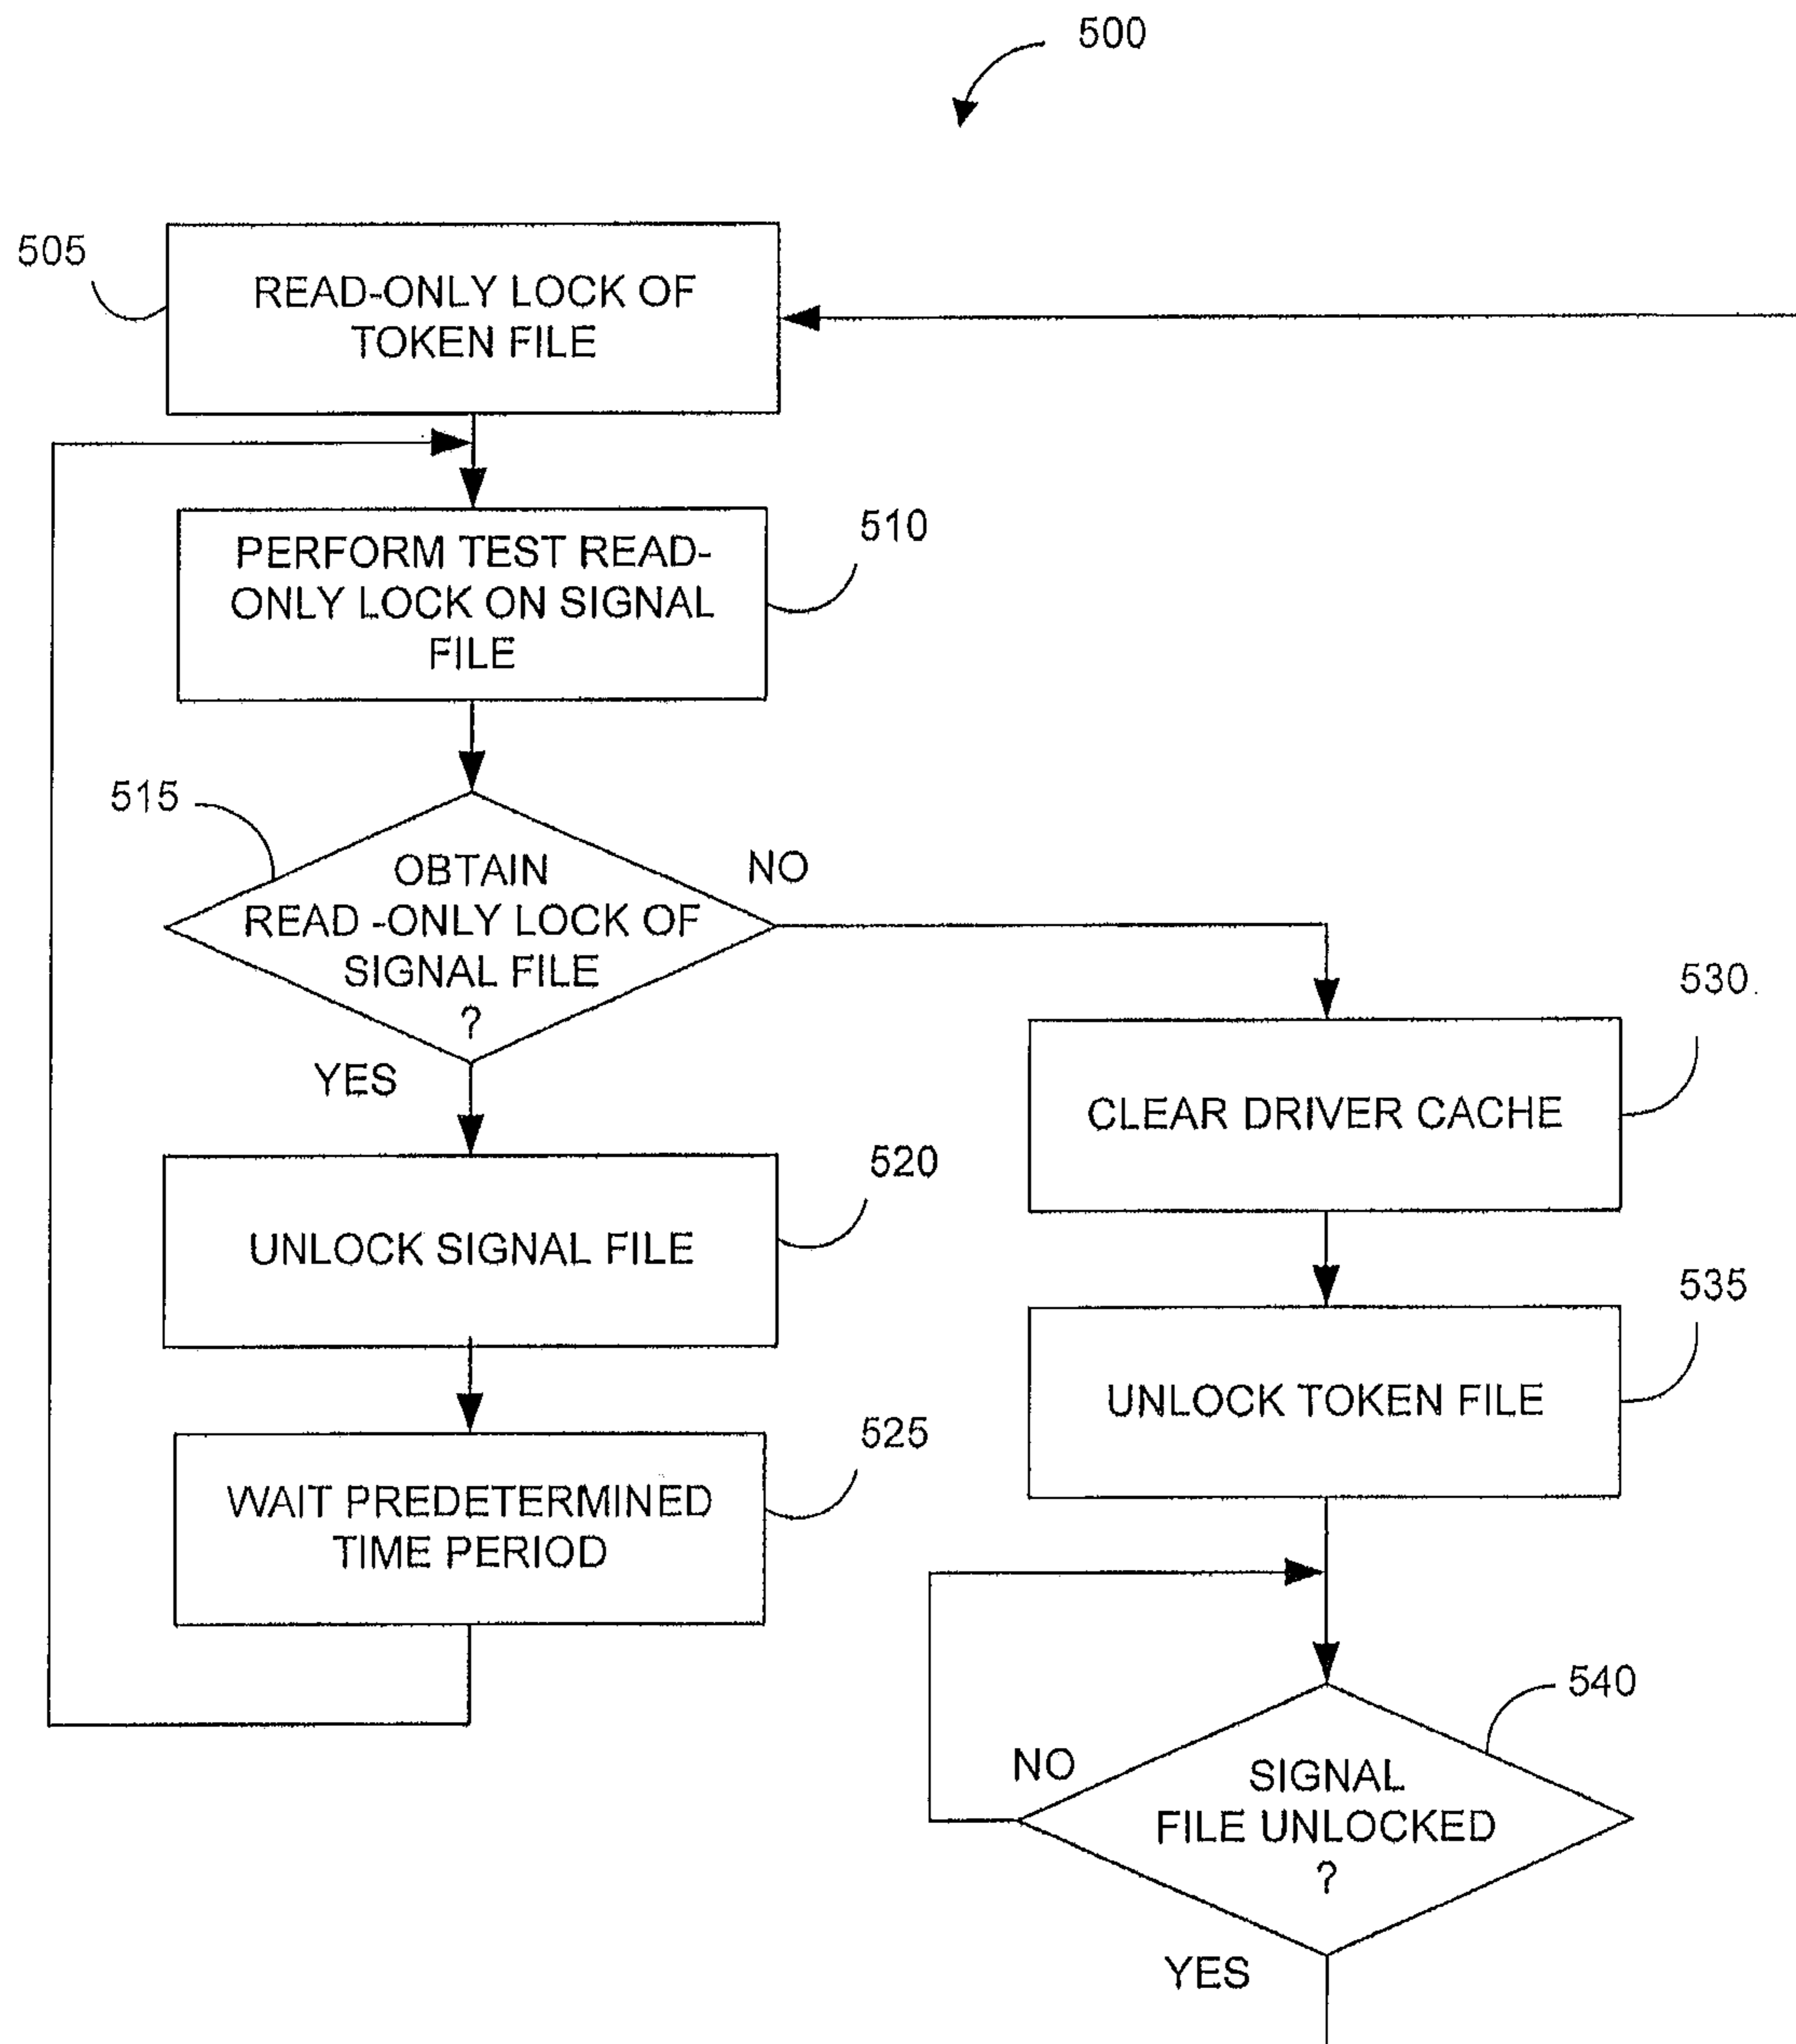 500
505
READ-ONLY LOCK OF
TOKEN FILE
510
PERFORM TEST READ-
ONLY LOCK ON SIGNAL
FILE
515
OBTAIN
READ -ONLY LOCK OF
SIGNAL FILE
?
NO
YES
520
UNLOCK SIGNAL FILE
525
WAIT PREDETERMINED
TIME PERIOD
530
CLEAR DRIVER CACHE
535
UNLOCK TOKEN FILE
540
SIGNAL
FILE UNLOCKED
?
NO
YES